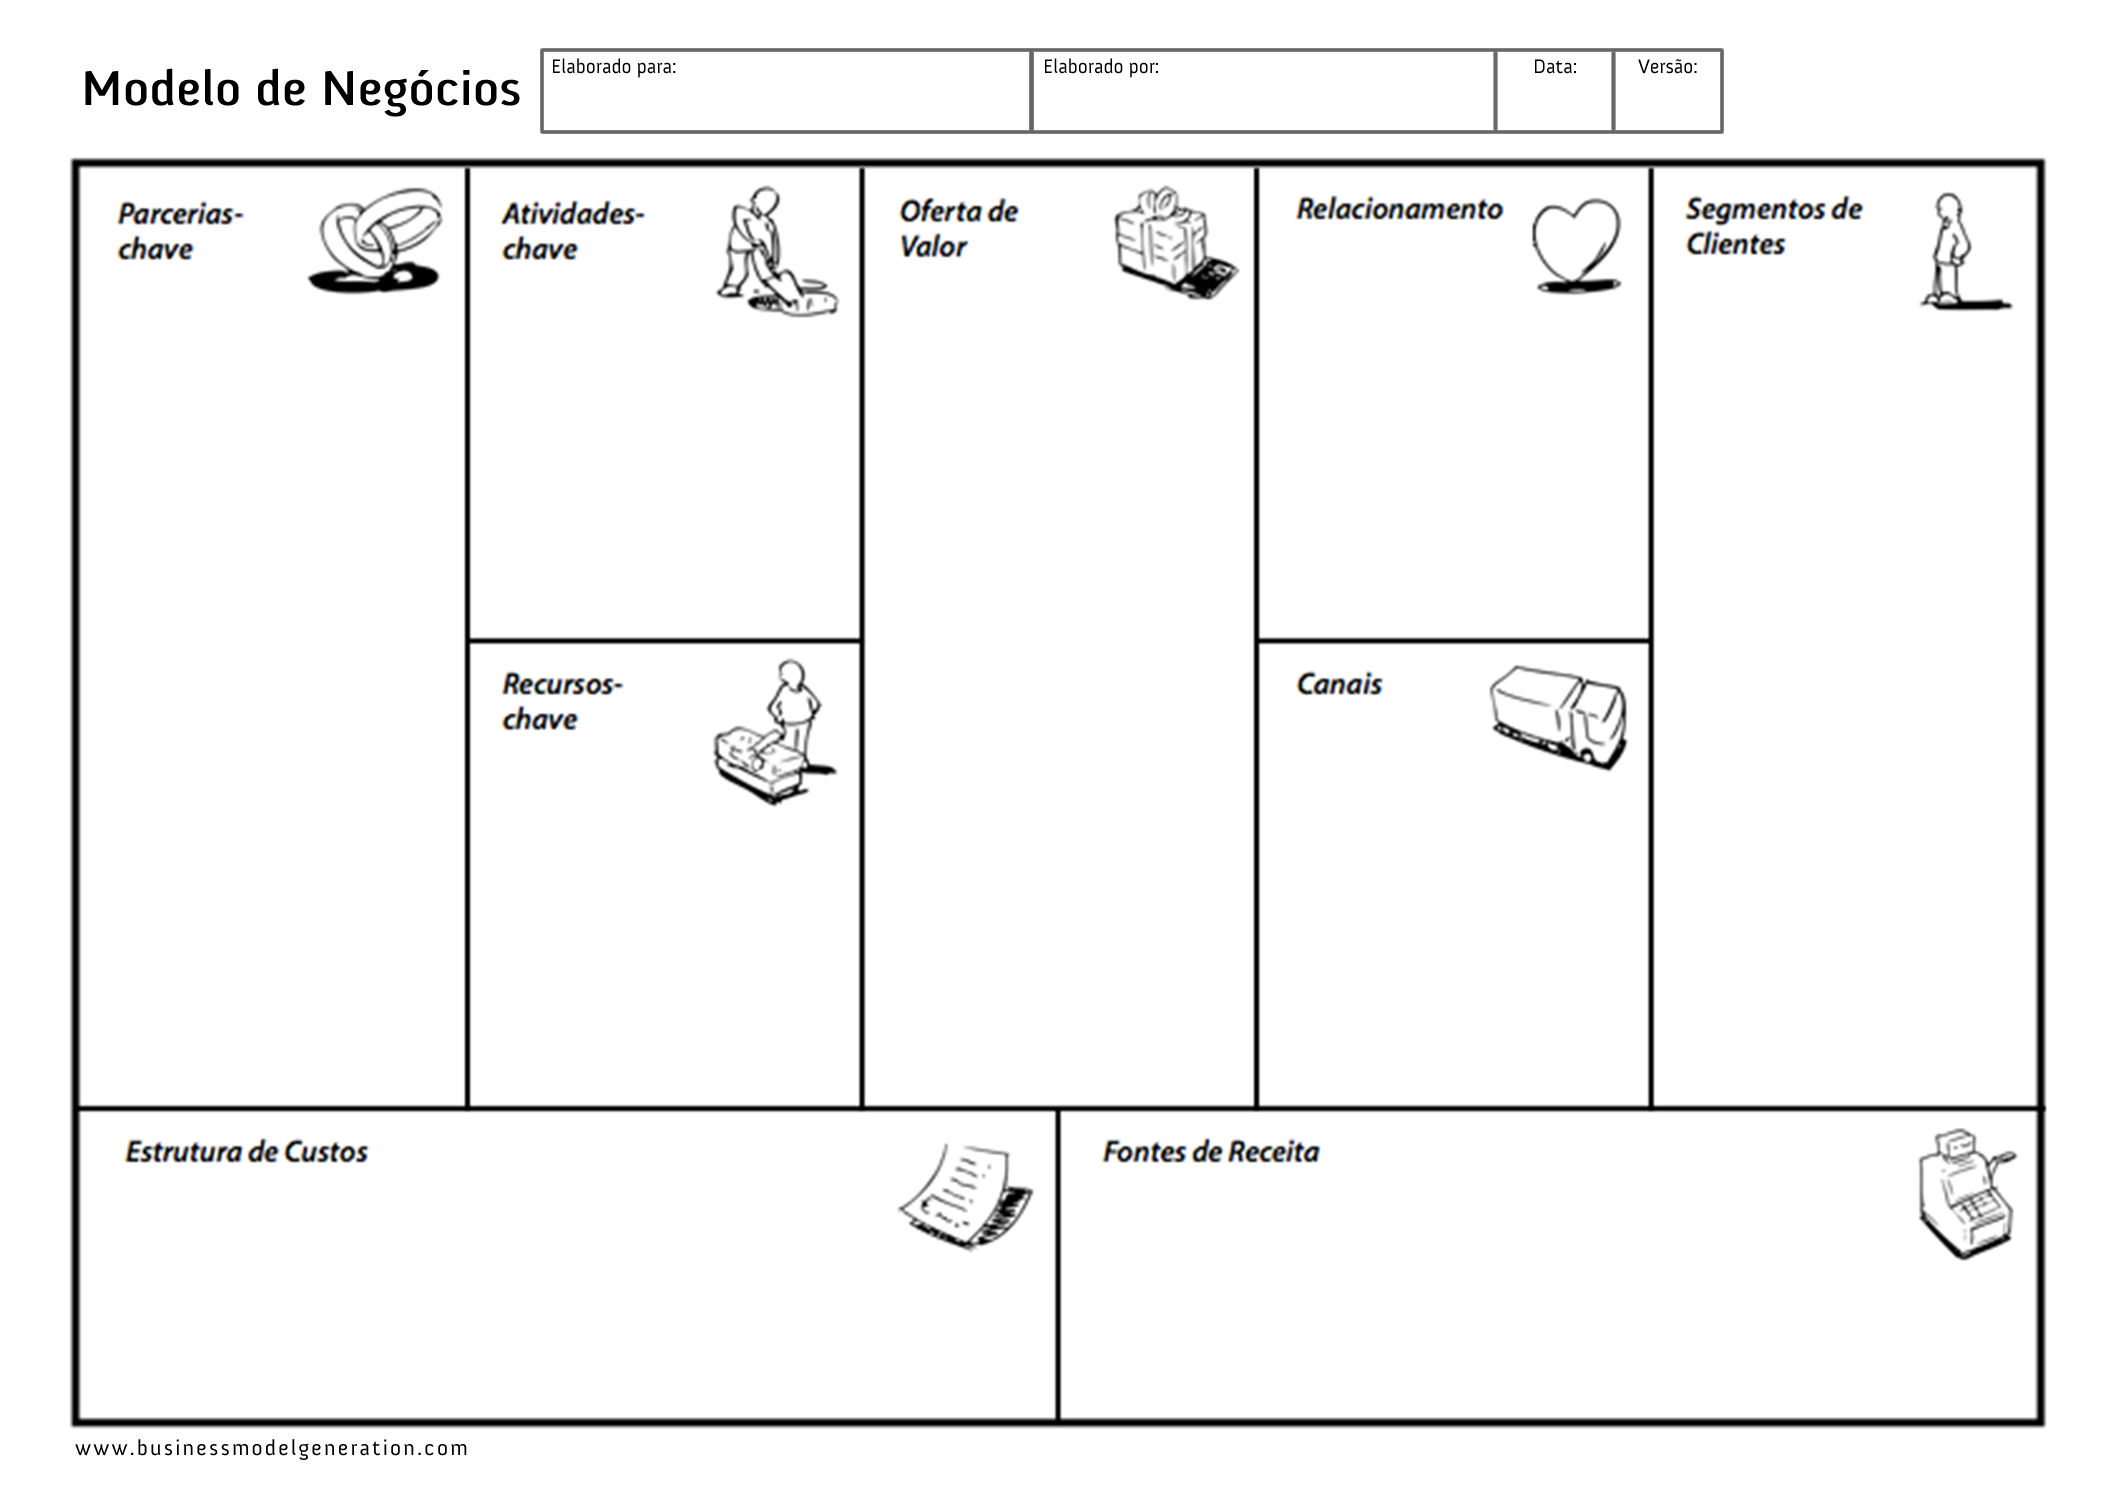 Modelo de Negócios
Elaborado para:
Elaborado por:
Data:
Versão:
Parcerias-
chave
Atividades-
chave
Oferta de
Valor
Relacionamento
Segmentos de
Clientes
Recursos-
chave
Canais
Estrutura de Custos
Fontes de Receita
www.businessmodelgeneration.com